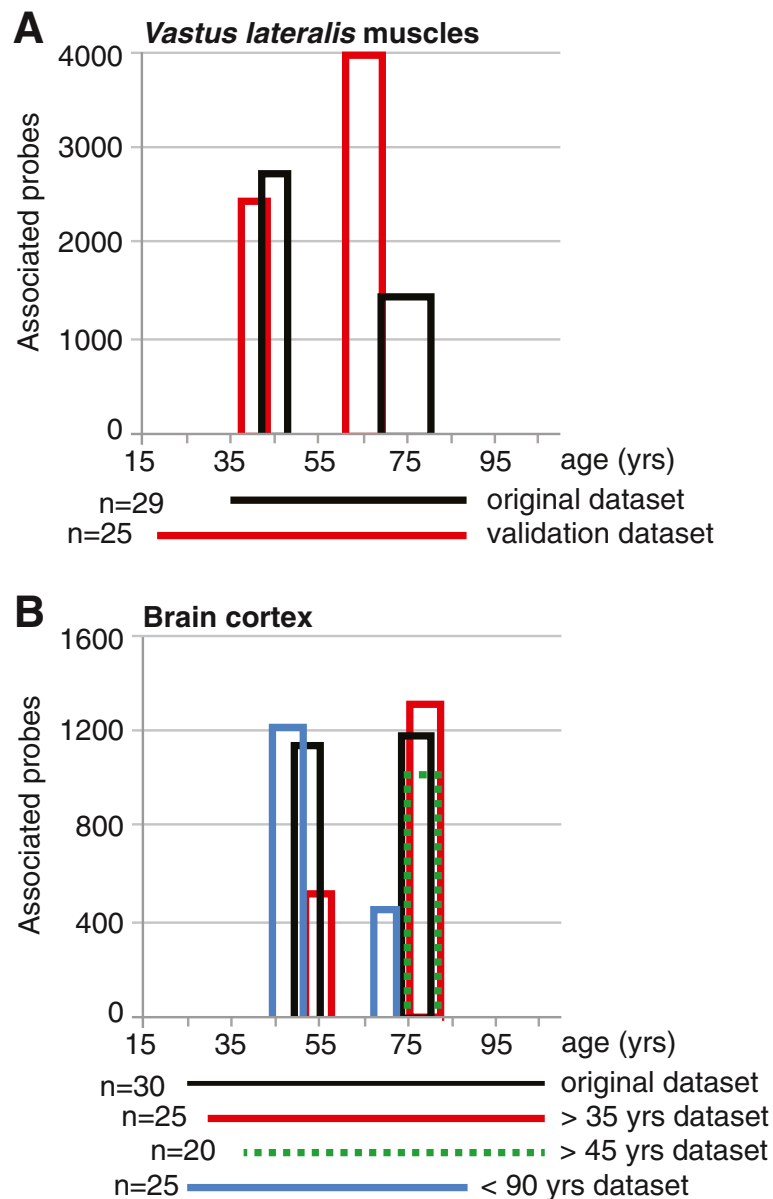 A Vastus lateralis muscles
Associated probes
4000
3000
2000
1000
0
15 35 55 75 95 age (yrs)
n=29 original dataset
n=25 validation dataset
B Brain cortex
Associated probes
1600
1200
800
400
0
15 35 55 75 95 age (yrs)
n=30 original dataset
n=25 > 35 yrs dataset
n=20 > 45 yrs dataset
n=25 < 90 yrs dataset